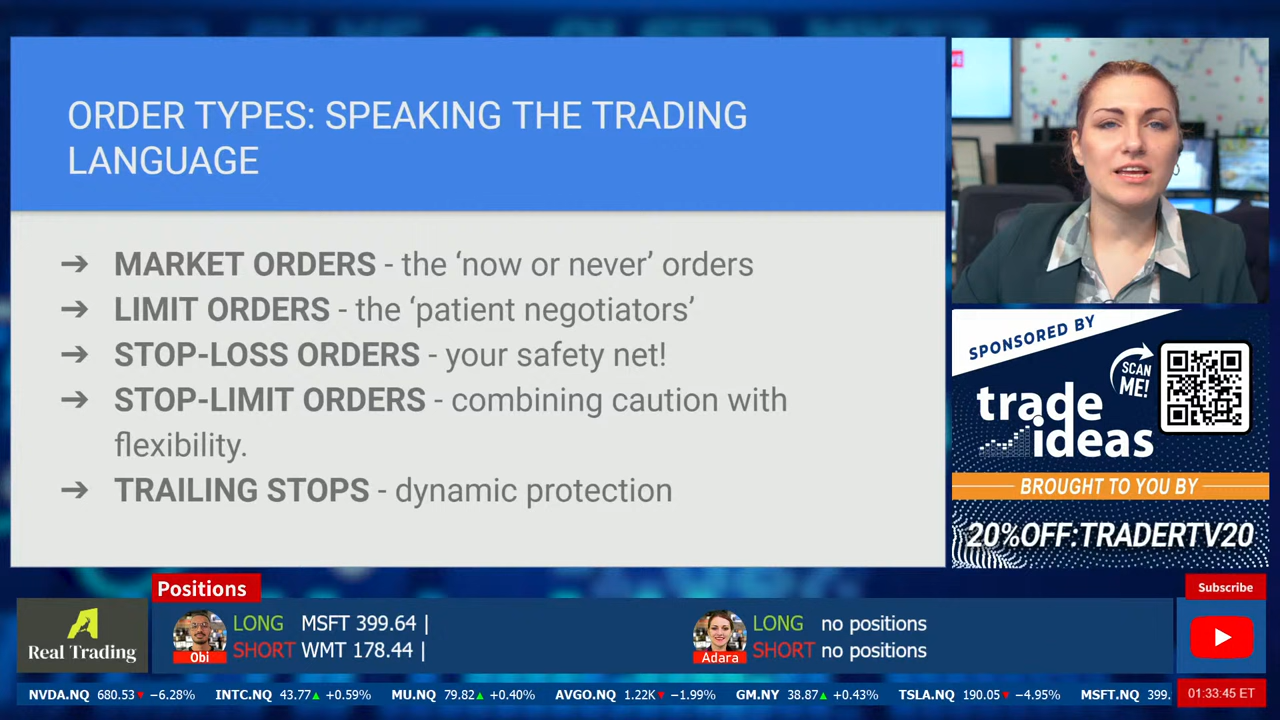 ORDER TYPES: SPEAKING THE TRADING
LANGUAGE
➔ MARKET ORDERS - the ‘now or never’ orders
➔ LIMIT ORDERS - the ‘patient negotiators’
➔ STOP-LOSS ORDERS - your safety net!
➔ STOP-LIMIT ORDERS - combining caution with
flexibility.
➔ TRAILING STOPS - dynamic protection
SPONSORED BY
SCAN
ME!
trade
ideas
BROUGHT TO YOU BY
20%OFF:TRADERTV20
Positions
Subscribe
Real Trading
Obi
LONG MSFT 399.64 |
SHORT WMT 178.44 |
Adara
LONG no positions
SHORT no positions
NVDA.NQ 680.53▼ −6.28% INTC.NQ 43.77▲ +0.59% MU.NQ 79.82▲ +0.40% AVGO.NQ 1.22K▼ −1.99% GM.NY 38.87▲ +0.43% TSLA.NQ 190.05▼ −4.95% MSFT.NQ 399.
01:33:45 ET